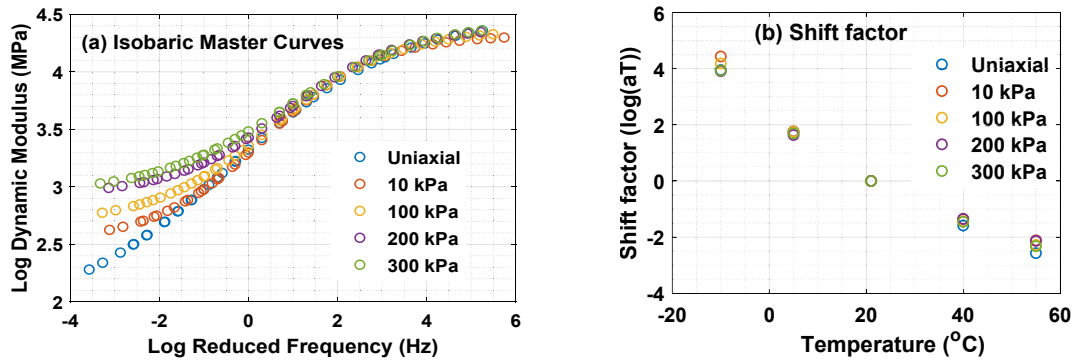 (a) Isobaric Master Curves
Log Dynamic Modulus (MPa)
4.5
4
3.5
3
2.5
2
-4
-2
0
2
4
6
Log Reduced Frequency (Hz)
Uniaxial
10 kPa
100 kPa
200 kPa
300 kPa
(b) Shift factor
Shift factor (log(aT))
6
4
2
0
-2
-4
-20
0
20
40
60
Temperature (°C)
Uniaxial
10 kPa
100 kPa
200 kPa
300 kPa